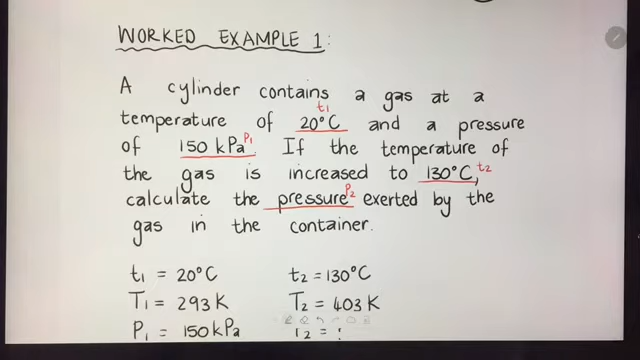 WORKED EXAMPLE 1:
A cylinder contains a gas at a
t1
temperature of 20°C and a pressure
of 150 kPa P1. If the temperature of
the gas is increased to 130°C, t2
calculate the pressure P2 exerted by the
gas in the container.
t1 = 20°C t2 = 130°C
T1 = 293 K T2 = 403 K
P1 = 150 kPa